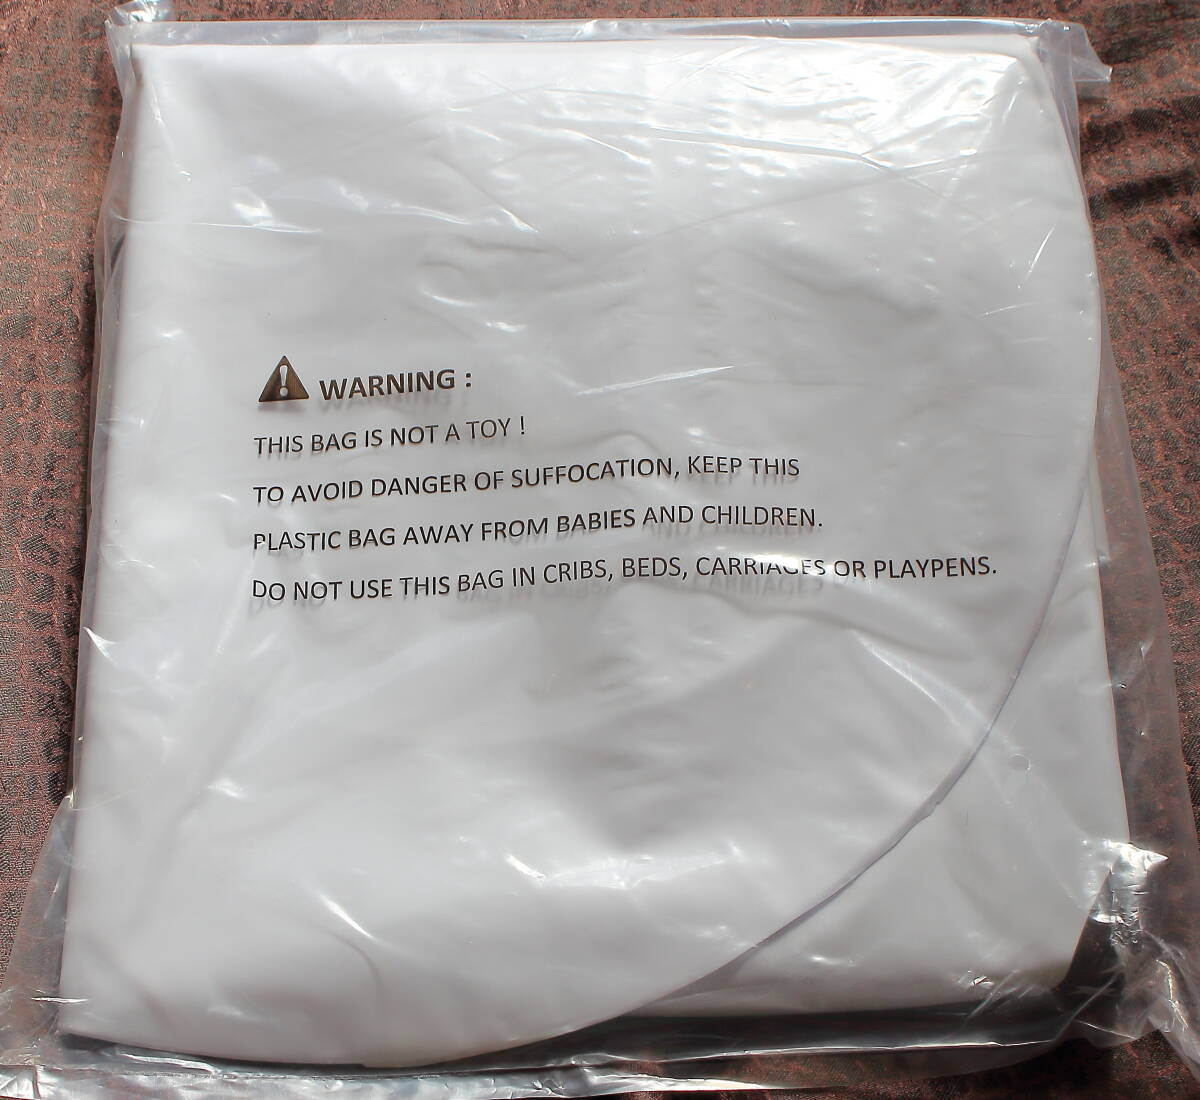 WARNING :
THIS BAG IS NOT A TOY !
TO AVOID DANGER OF SUFFOCATION, KEEP THIS
PLASTIC BAG AWAY FROM BABIES AND CHILDREN.
DO NOT USE THIS BAG IN CRIBS, BEDS, CARRIAGES OR PLAYPENS.